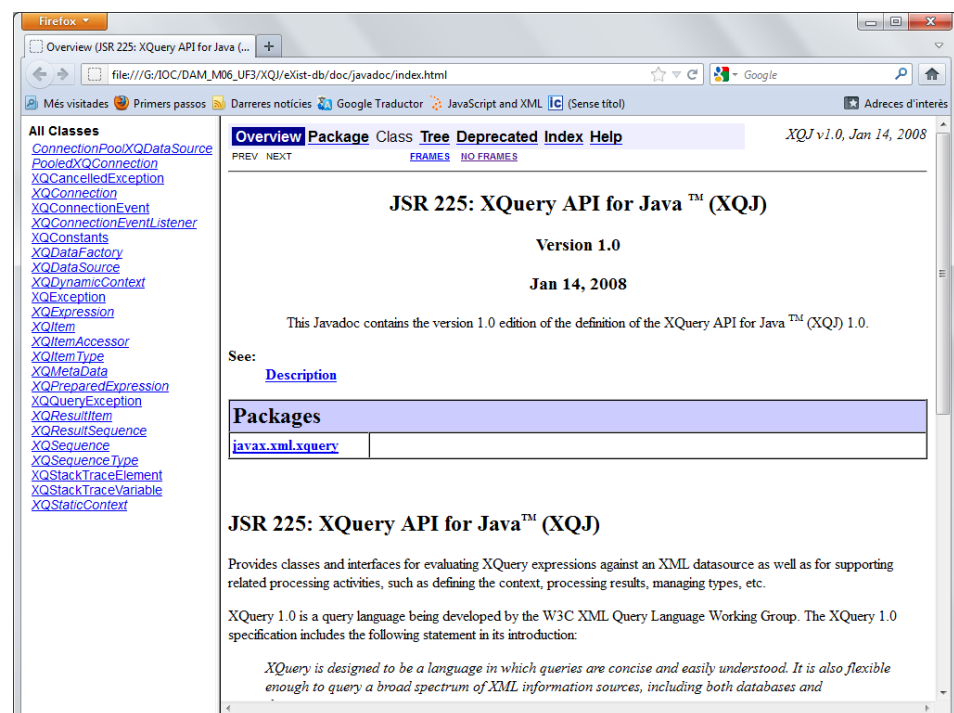 Firefox
Overview (JSR 225: XQuery API for Java (...
file:///G:/IOC/DAM_M06_UF3/XQJ/eXist-db/doc/javadoc/index.html
Google
Més visitades Primers passos Darreres notícies Google Traductor JavaScript and XML (Sense títol) Adreces d'interès
All Classes
ConnectionPoolXQDataSource
PooledXQConnection
XQCancelledException
XQConnection
XQConnectionEvent
XQConnectionEventListener
XQConstants
XQDataFactory
XQDataSource
XQDynamicContext
XQException
XQExpression
XQItem
XQItemAccessor
XQItemType
XQMetaData
XQPreparedExpression
XQQueryException
XQResultItem
XQResultSequence
XQSequence
XQSequenceType
XQStackTraceElement
XQStackTraceVariable
XQStaticContext
Overview Package Class Tree Deprecated Index Help
XQJ v1.0, Jan 14, 2008
PREV NEXT FRAMES NO FRAMES
JSR 225: XQuery API for Java ™ (XQJ)
Version 1.0
Jan 14, 2008
This Javadoc contains the version 1.0 edition of the definition of the XQuery API for Java ™ (XQJ) 1.0.
See:
Description
Packages
javax.xml.xquery
JSR 225: XQuery API for Java™ (XQJ)
Provides classes and interfaces for evaluating XQuery expressions against an XML datasource as well as for supporting
related processing activities, such as defining the context, processing results, managing types, etc.
XQuery 1.0 is a query language being developed by the W3C XML Query Language Working Group. The XQuery 1.0
specification includes the following statement in its introduction:
XQuery is designed to be a language in which queries are concise and easily understood. It is also flexible
enough to query a broad spectrum of XML information sources, including both databases and